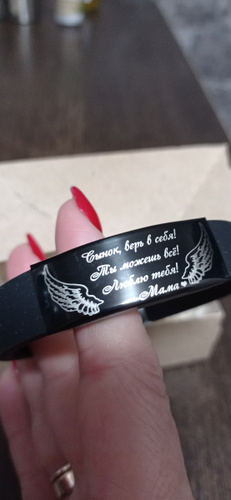 Сынок, верь в себя!
Ты можешь всё!
Люблю тебя!
Мама ♥